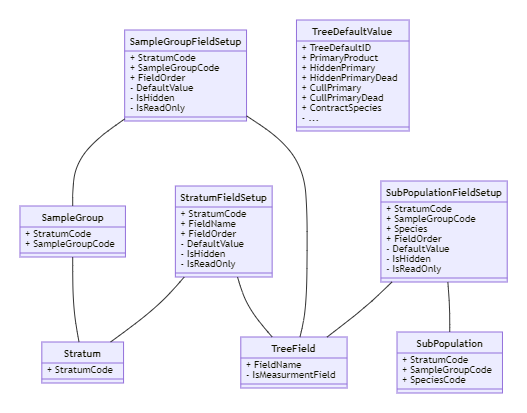 SampleGroupFieldSetup
+ StratumCode
+ SampleGroupCode
+ FieldOrder
- DefaultValue
- IsHidden
- IsReadOnly
TreeDefaultValue
+ TreeDefaultID
+ PrimaryProduct
+ HiddenPrimary
+ HiddenPrimaryDead
+ CullPrimary
+ CullPrimaryDead
+ ContractSpecies
- ...
SampleGroup
+ StratumCode
+ SampleGroupCode
StratumFieldSetup
+ StratumCode
+ FieldName
+ FieldOrder
- DefaultValue
- IsHidden
- IsReadOnly
SubPopulationFieldSetup
+ StratumCode
+ SampleGroupCode
+ Species
+ FieldOrder
- DefaultValue
- IsHidden
- IsReadOnly
Stratum
+ StratumCode
TreeField
+ FieldName
- IsMeasurmentField
SubPopulation
+ StratumCode
+ SampleGroupCode
+ SpeciesCode